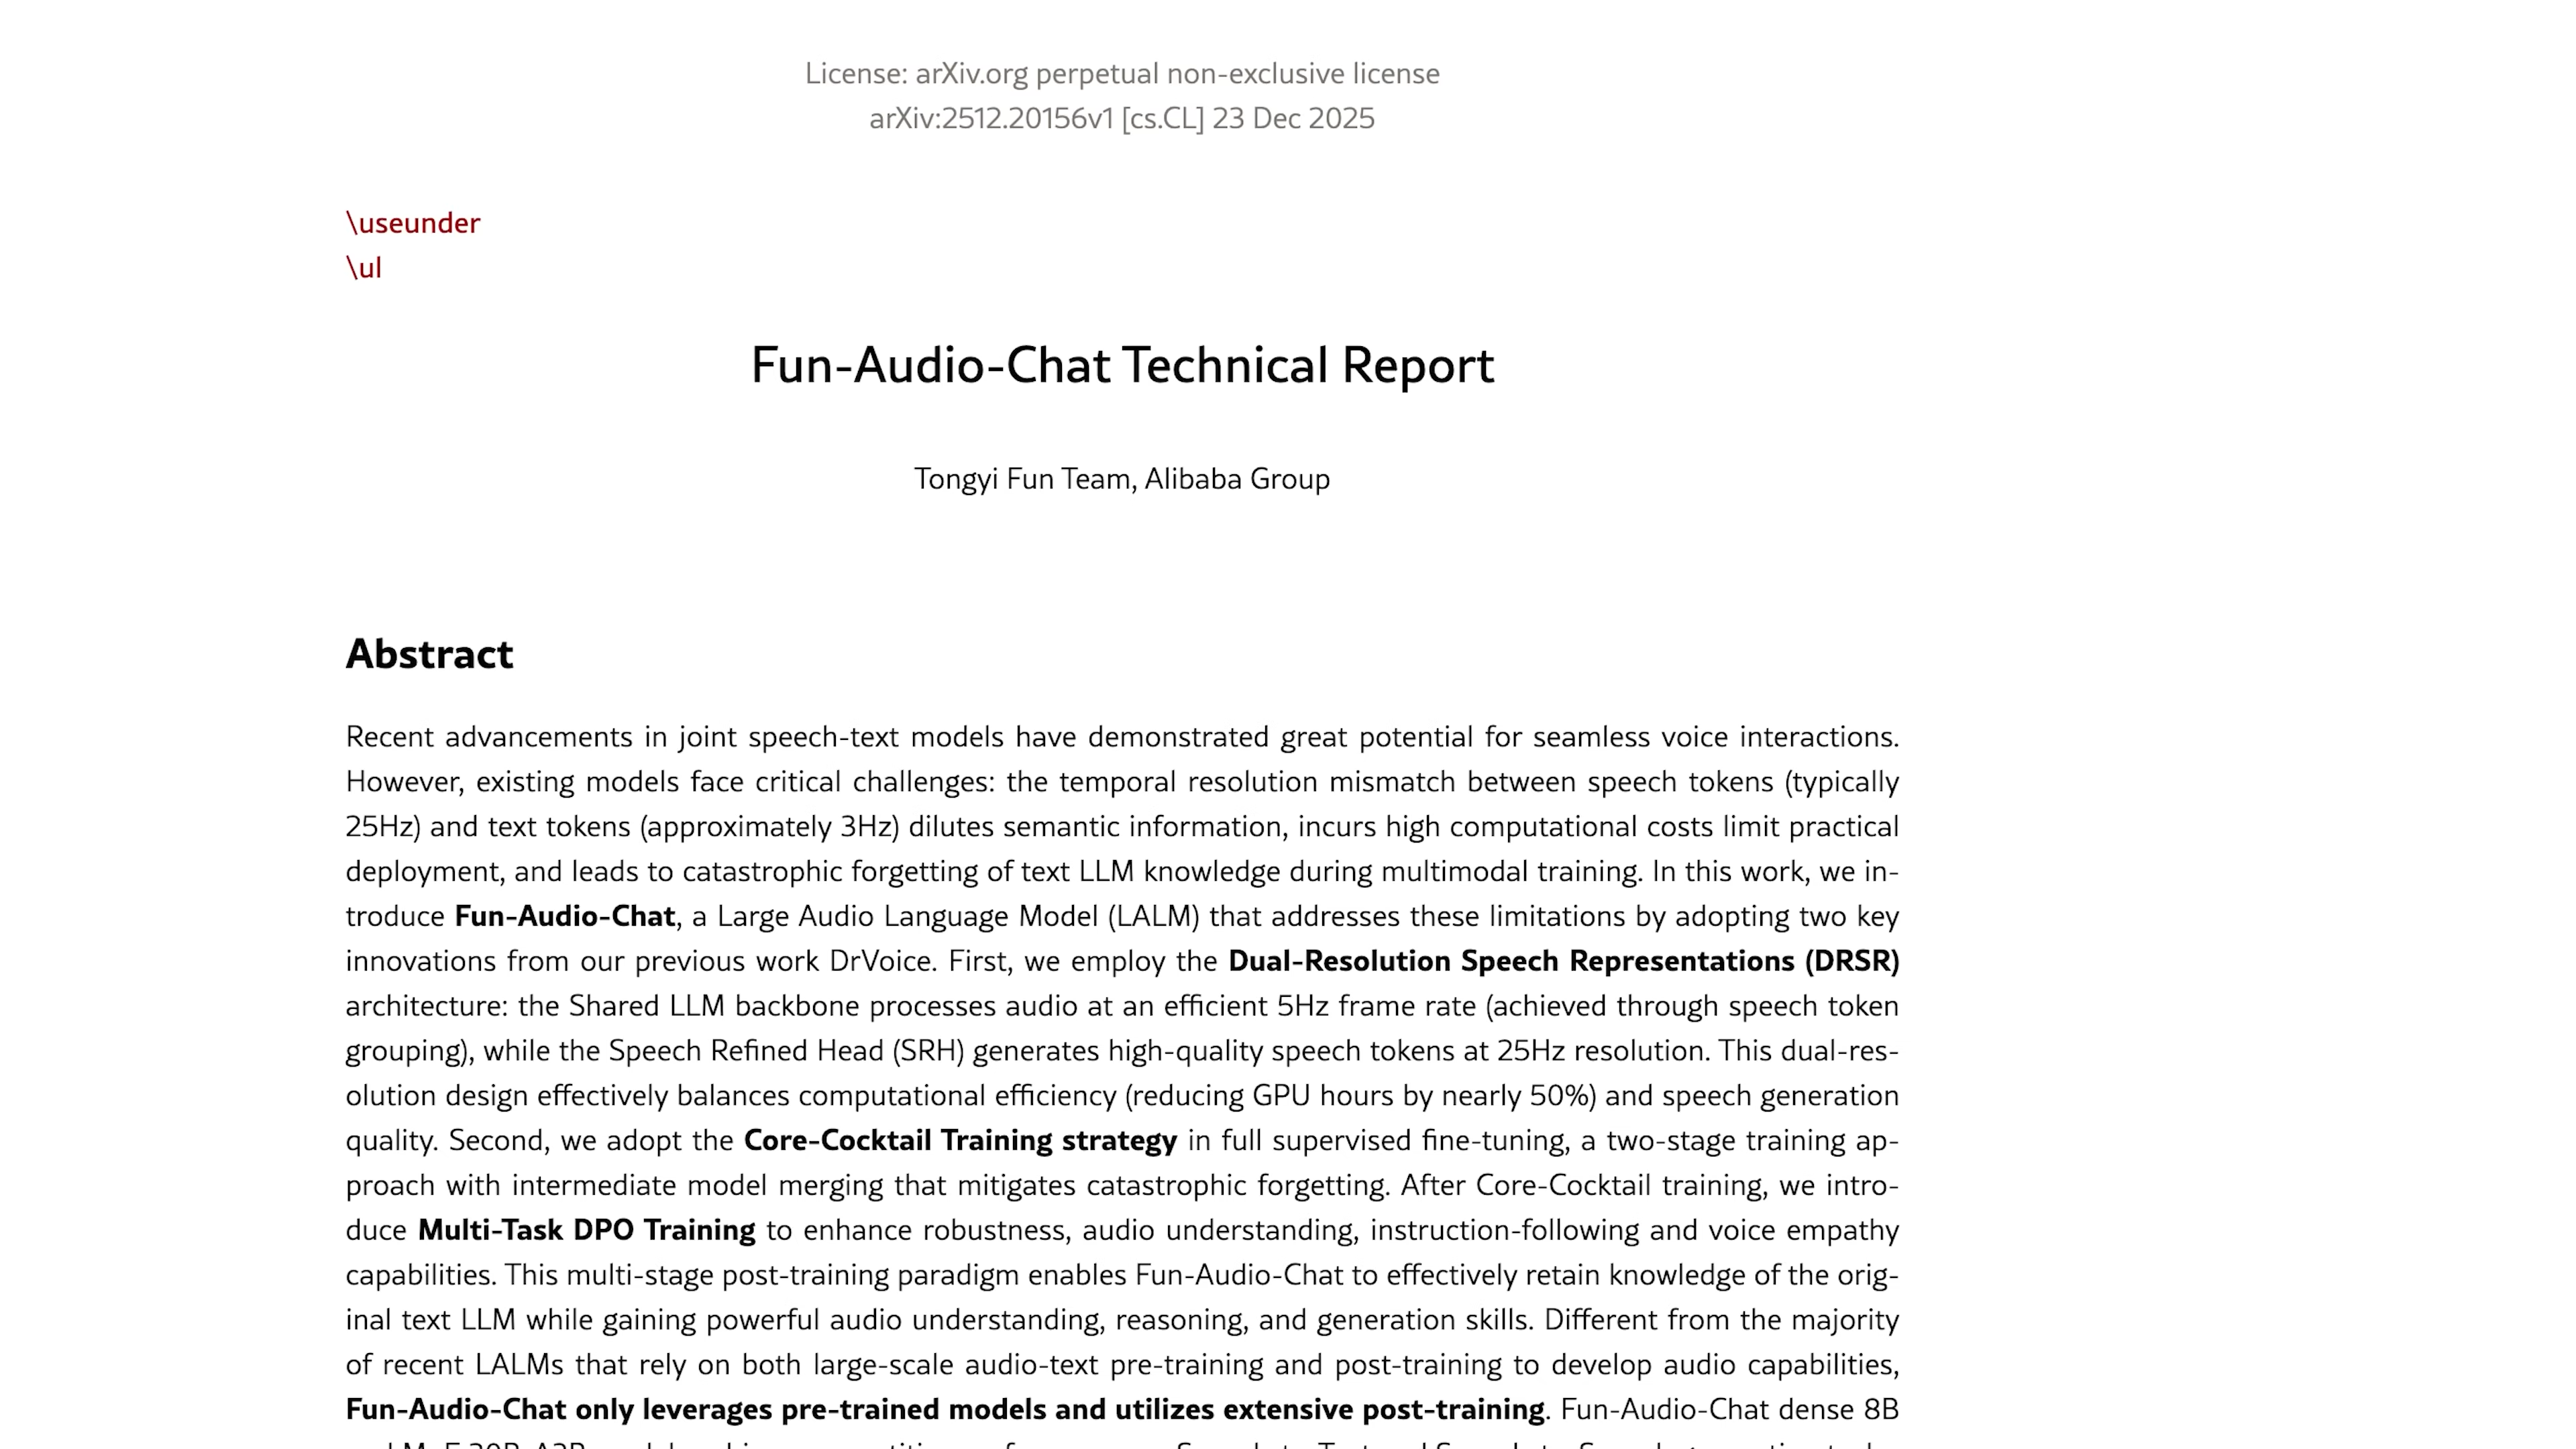 License: arXiv.org perpetual non-exclusive license
arXiv:2512.20156v1 [cs.CL] 23 Dec 2025
\useunder
\ul
Fun-Audio-Chat Technical Report
Tongyi Fun Team, Alibaba Group
Abstract
Recent advancements in joint speech-text models have demonstrated great potential for seamless voice interactions.
However, existing models face critical challenges: the temporal resolution mismatch between speech tokens (typically
25Hz) and text tokens (approximately 3Hz) dilutes semantic information, incurs high computational costs limit practical
deployment, and leads to catastrophic forgetting of text LLM knowledge during multimodal training. In this work, we in-
troduce Fun-Audio-Chat, a Large Audio Language Model (LALM) that addresses these limitations by adopting two key
innovations from our previous work DrVoice. First, we employ the Dual-Resolution Speech Representations (DRSR)
architecture: the Shared LLM backbone processes audio at an efficient 5Hz frame rate (achieved through speech token
grouping), while the Speech Refined Head (SRH) generates high-quality speech tokens at 25Hz resolution. This dual-res-
olution design effectively balances computational efficiency (reducing GPU hours by nearly 50%) and speech generation
quality. Second, we adopt the Core-Cocktail Training strategy in full supervised fine-tuning, a two-stage training ap-
proach with intermediate model merging that mitigates catastrophic forgetting. After Core-Cocktail training, we intro-
duce Multi-Task DPO Training to enhance robustness, audio understanding, instruction-following and voice empathy
capabilities. This multi-stage post-training paradigm enables Fun-Audio-Chat to effectively retain knowledge of the orig-
inal text LLM while gaining powerful audio understanding, reasoning, and generation skills. Different from the majority
of recent LALMs that rely on both large-scale audio-text pre-training and post-training to develop audio capabilities,
Fun-Audio-Chat only leverages pre-trained models and utilizes extensive post-training. Fun-Audio-Chat dense 8B